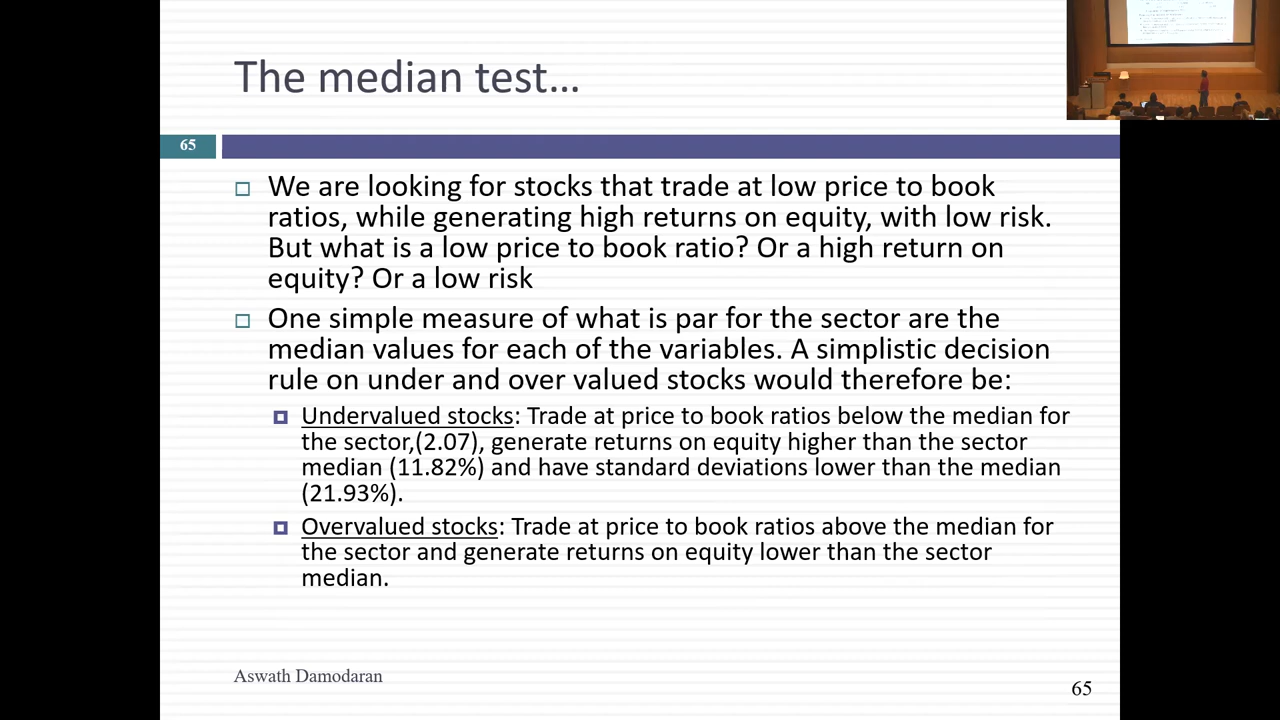 The median test…
65
We are looking for stocks that trade at low price to book
ratios, while generating high returns on equity, with low risk.
But what is a low price to book ratio? Or a high return on
equity? Or a low risk
One simple measure of what is par for the sector are the
median values for each of the variables. A simplistic decision
rule on under and over valued stocks would therefore be:
Undervalued stocks: Trade at price to book ratios below the median for
the sector,(2.07), generate returns on equity higher than the sector
median (11.82%) and have standard deviations lower than the median
(21.93%).
Overvalued stocks: Trade at price to book ratios above the median for
the sector and generate returns on equity lower than the sector
median.
Aswath Damodaran
65